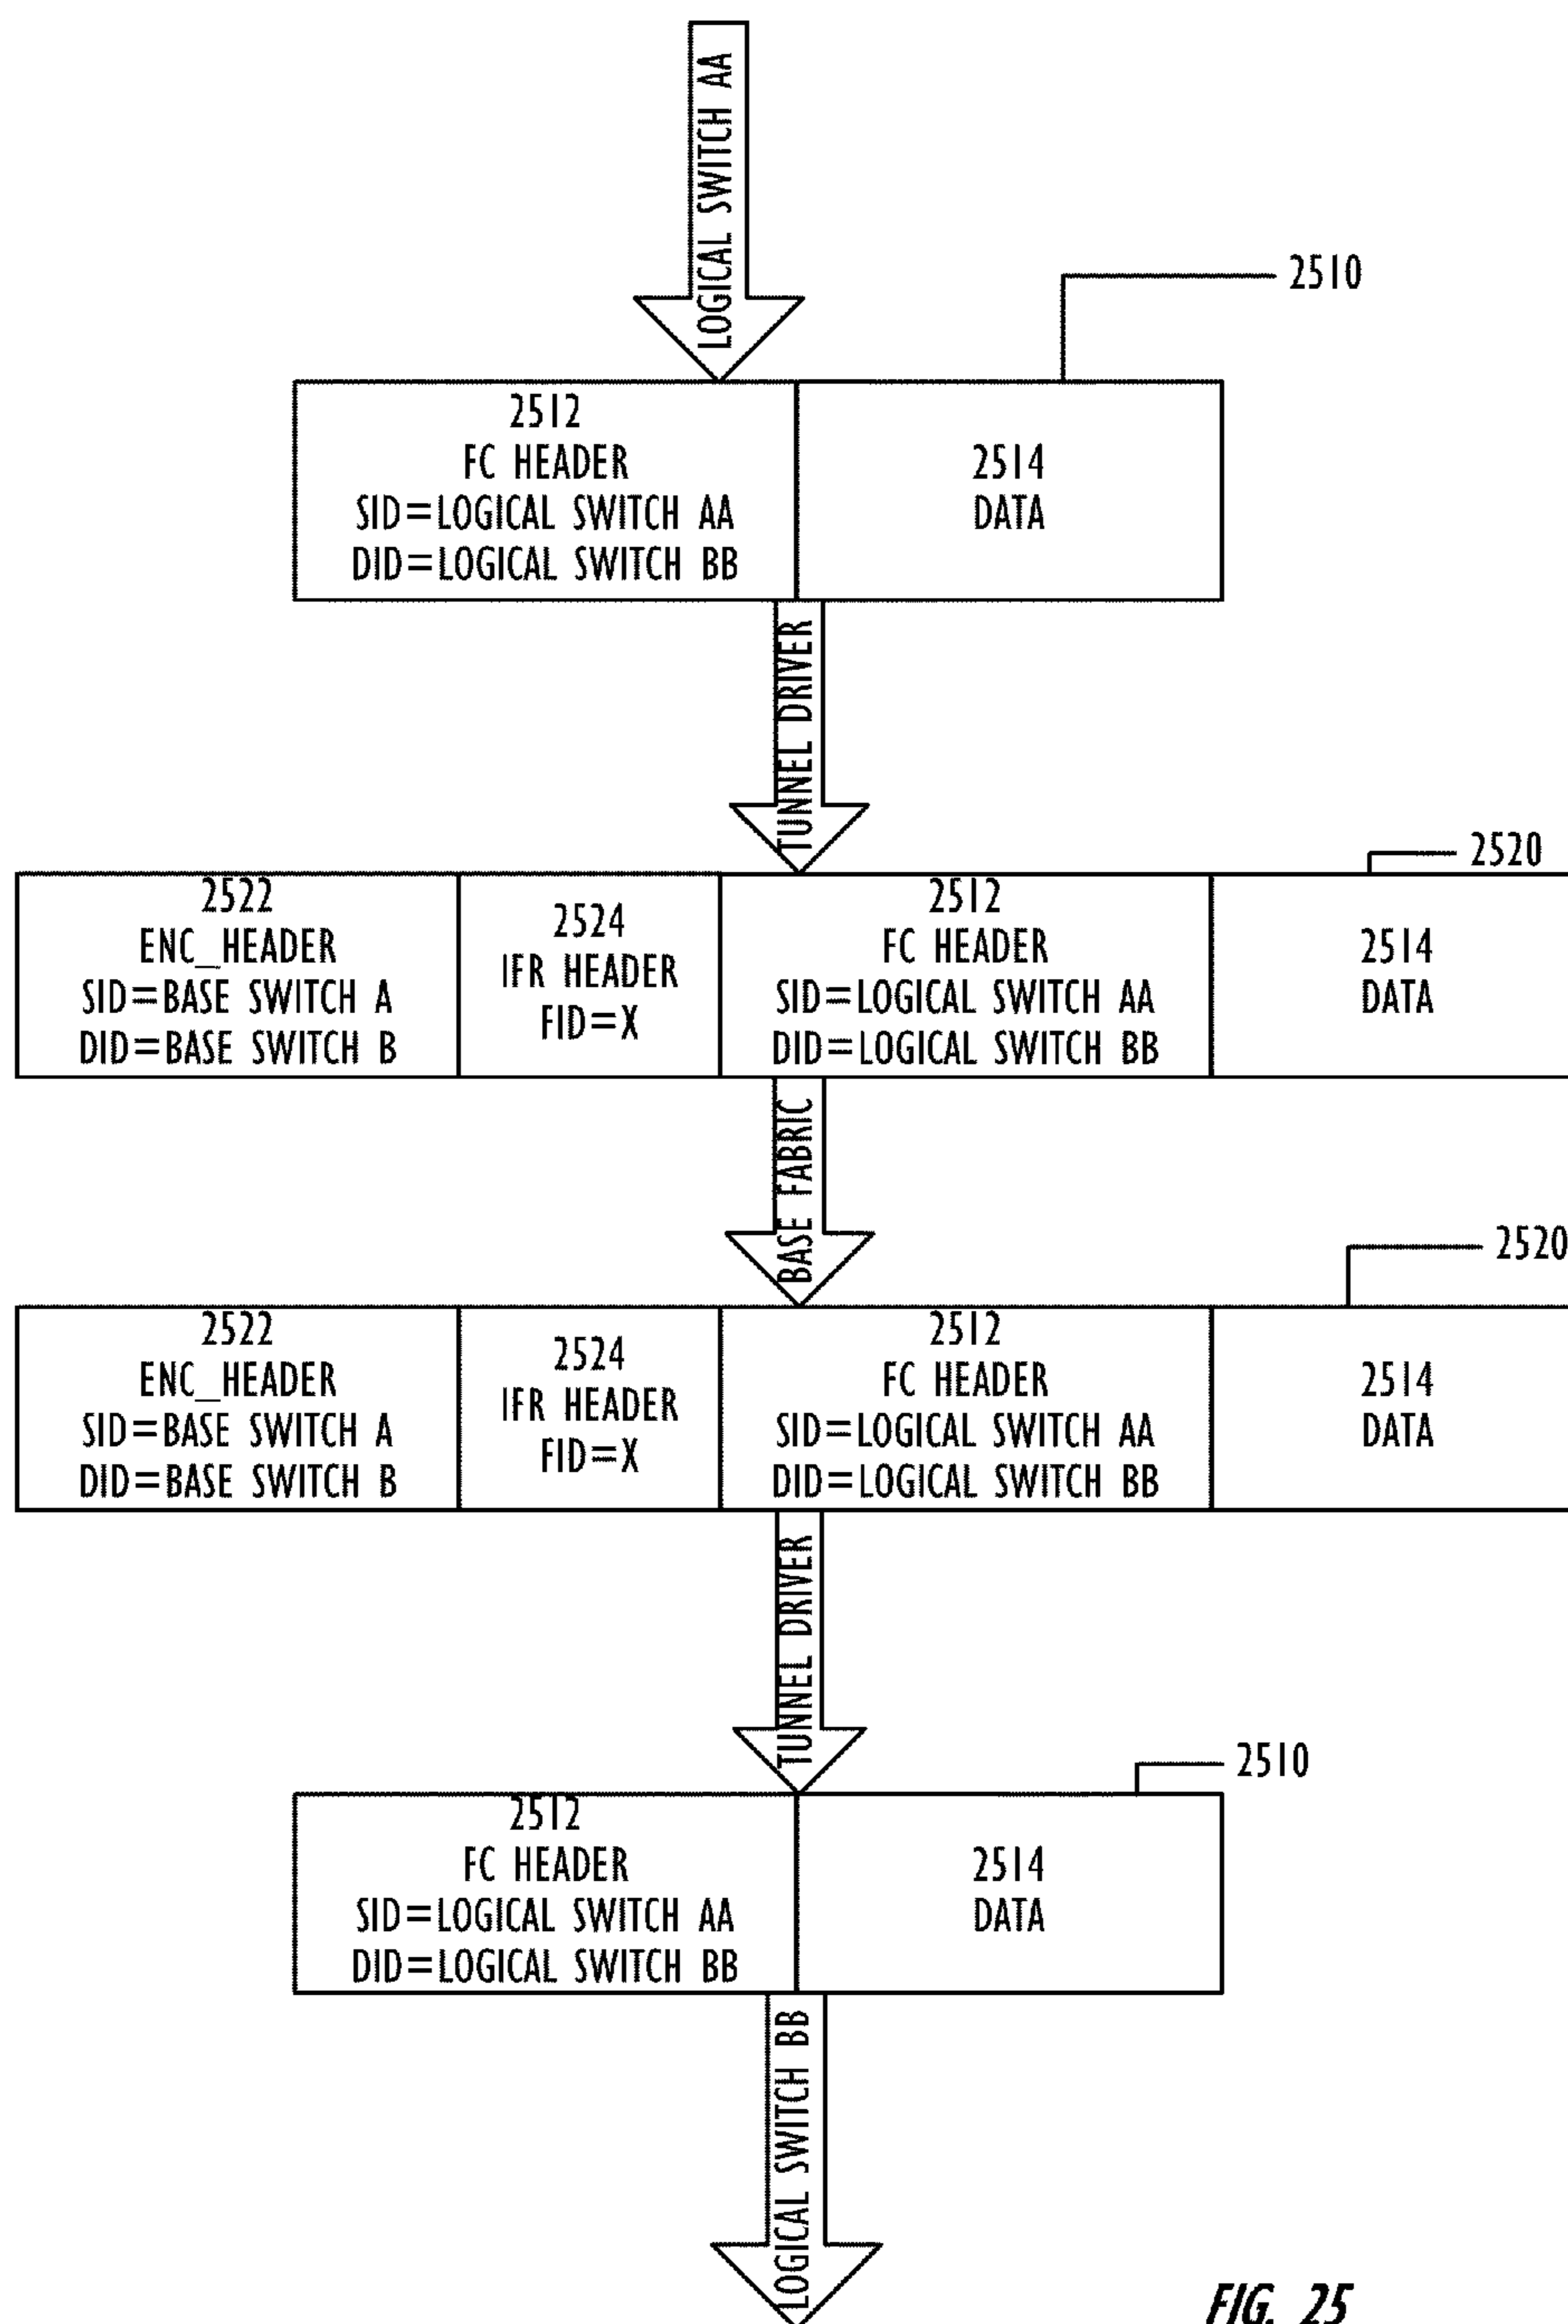 LOGICAL SWITCH AA
2510
2512
FC HEADER
SID=LOGICAL SWITCH AA
DID=LOGICAL SWITCH BB
2514
DATA
TUNNEL DRIVER
2520
2522
ENC_HEADER
SID=BASE SWITCH A
DID=BASE SWITCH B
2524
IFR HEADER
FID=X
2512
FC HEADER
SID=LOGICAL SWITCH AA
DID=LOGICAL SWITCH BB
2514
DATA
BASE FABRIC
2520
2522
ENC_HEADER
SID=BASE SWITCH A
DID=BASE SWITCH B
2524
IFR HEADER
FID=X
2512
FC HEADER
SID=LOGICAL SWITCH AA
DID=LOGICAL SWITCH BB
2514
DATA
TUNNEL DRIVER
2510
2512
FC HEADER
SID=LOGICAL SWITCH AA
DID=LOGICAL SWITCH BB
2514
DATA
LOGICAL SWITCH BB
FIG. 25